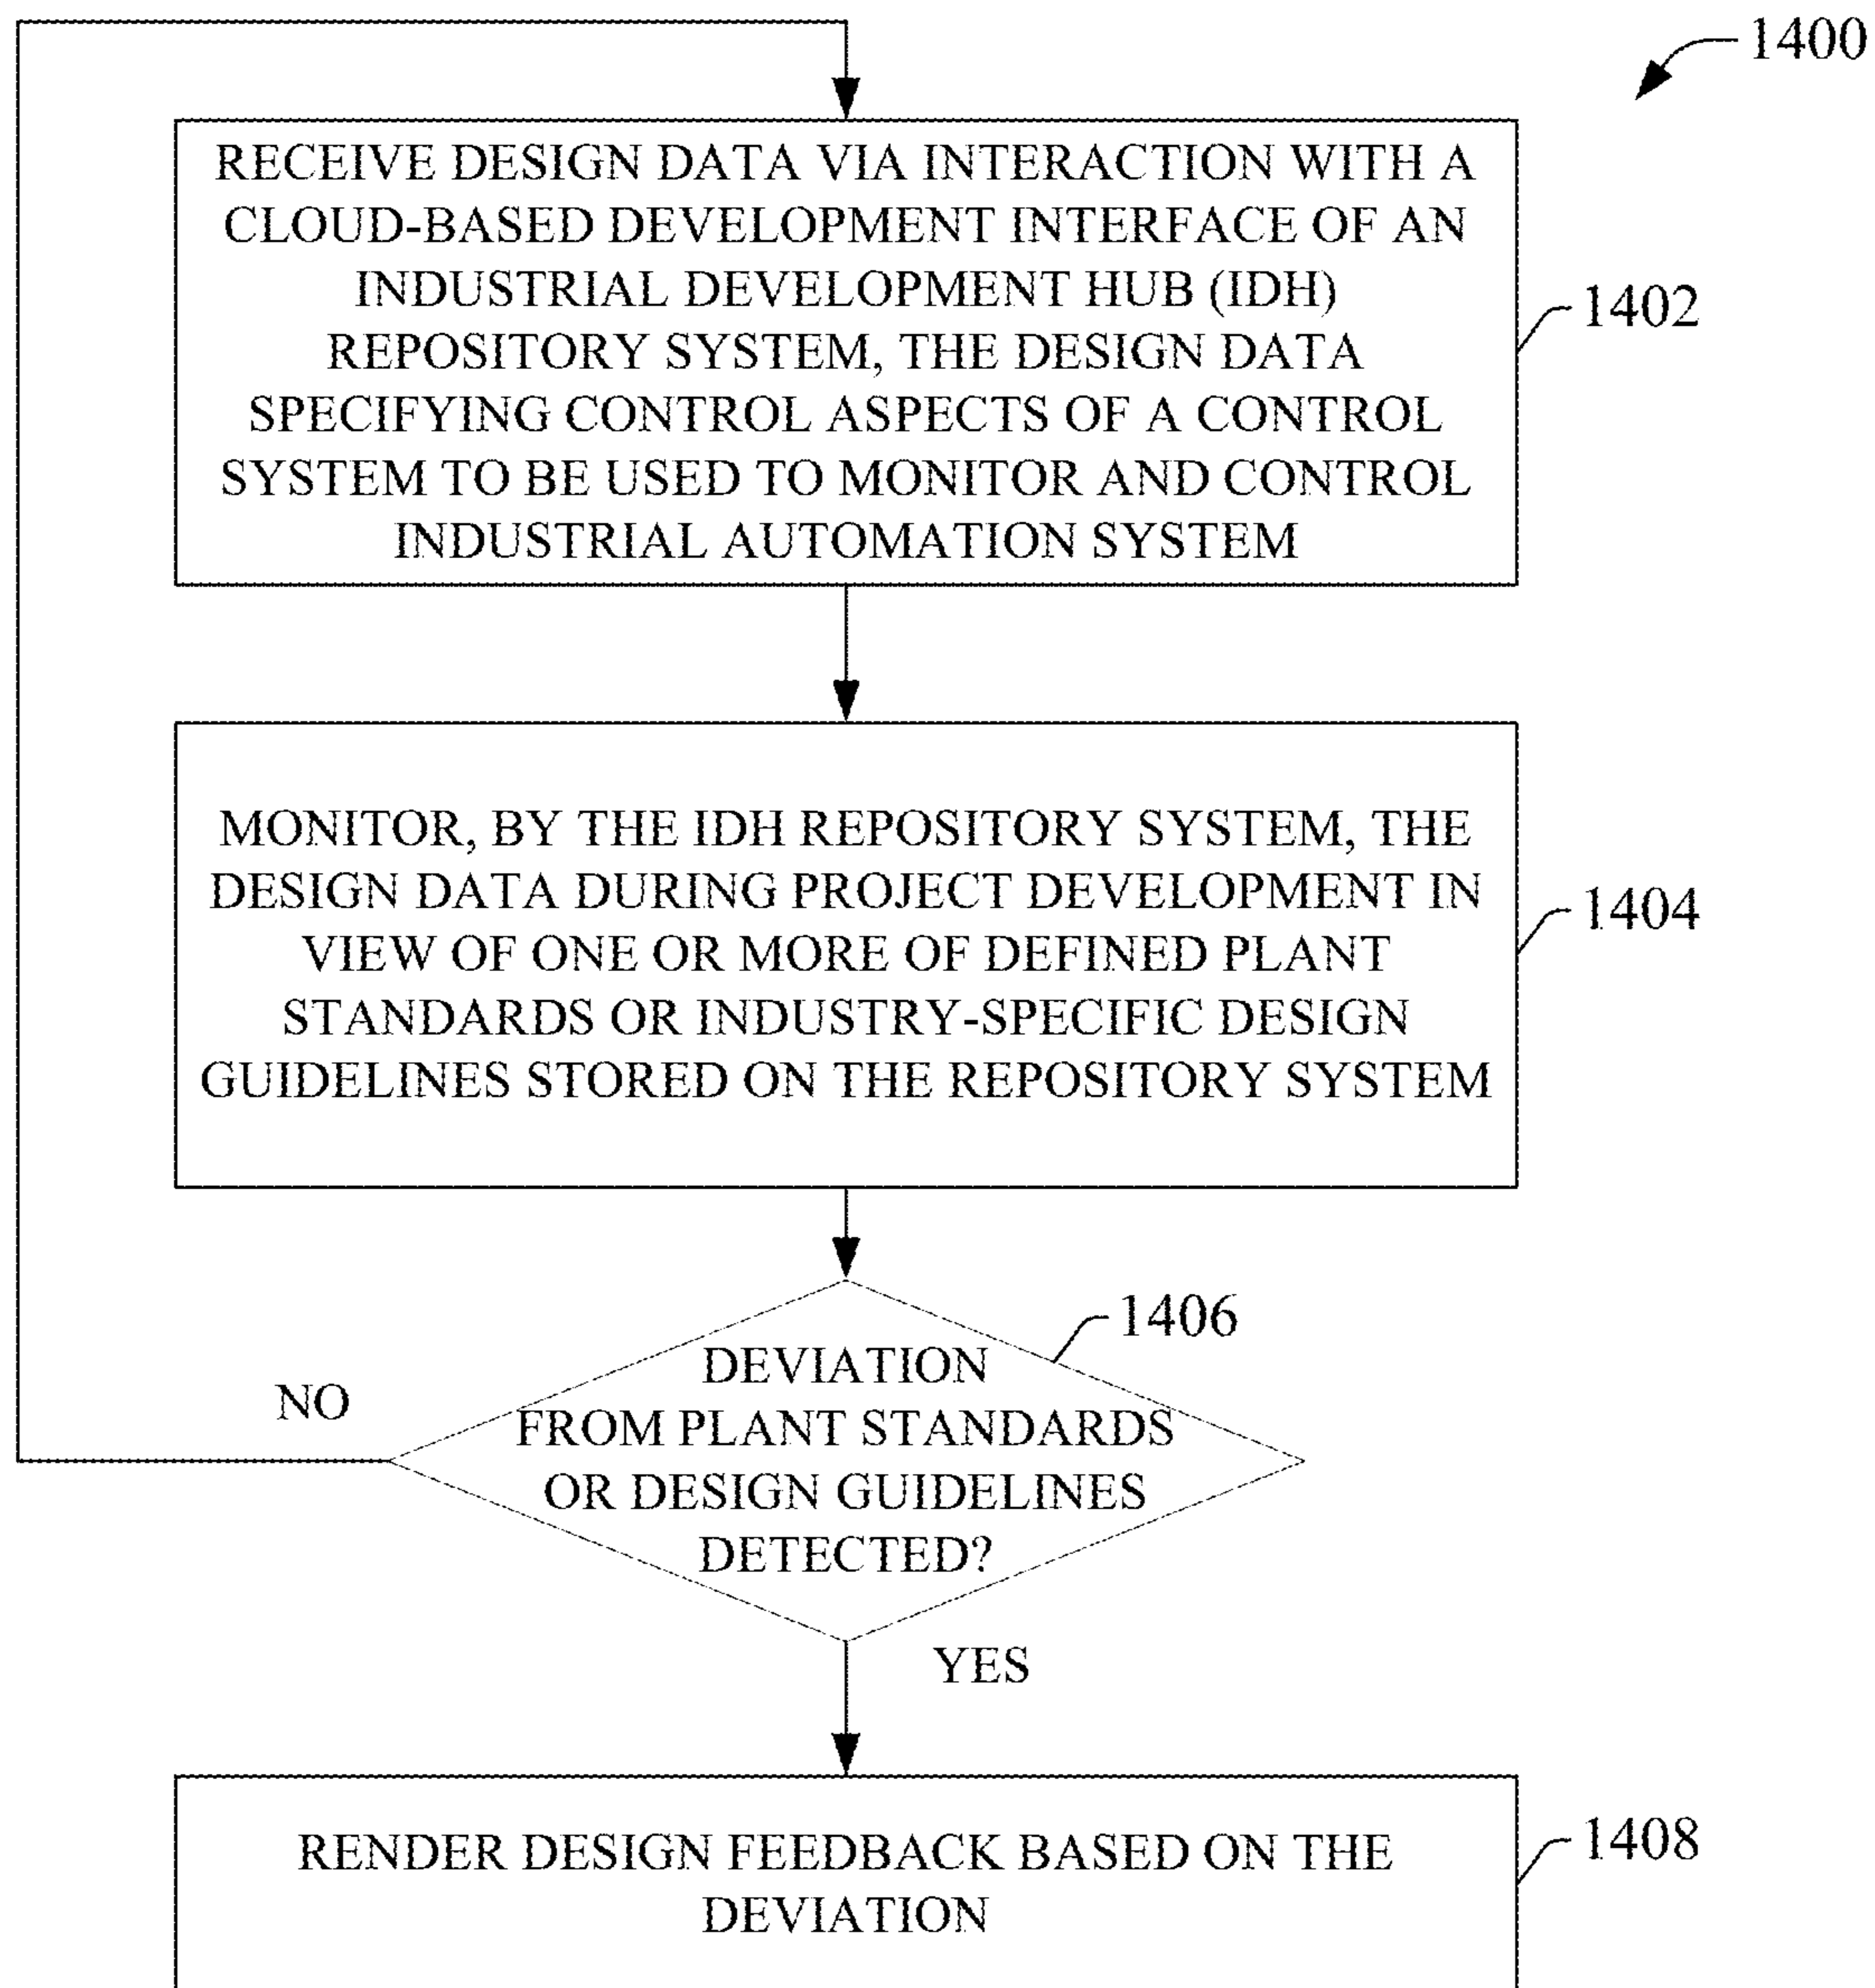 1400
RECEIVE DESIGN DATA VIA INTERACTION WITH A
CLOUD-BASED DEVELOPMENT INTERFACE OF AN
INDUSTRIAL DEVELOPMENT HUB (IDH)
REPOSITORY SYSTEM, THE DESIGN DATA
SPECIFYING CONTROL ASPECTS OF A CONTROL
SYSTEM TO BE USED TO MONITOR AND CONTROL
INDUSTRIAL AUTOMATION SYSTEM
1402
MONITOR, BY THE IDH REPOSITORY SYSTEM, THE
DESIGN DATA DURING PROJECT DEVELOPMENT IN
VIEW OF ONE OR MORE OF DEFINED PLANT
STANDARDS OR INDUSTRY-SPECIFIC DESIGN
GUIDELINES STORED ON THE REPOSITORY SYSTEM
1404
1406
DEVIATION
FROM PLANT STANDARDS
OR DESIGN GUIDELINES
DETECTED?
NO
YES
RENDER DESIGN FEEDBACK BASED ON THE
DEVIATION
1408